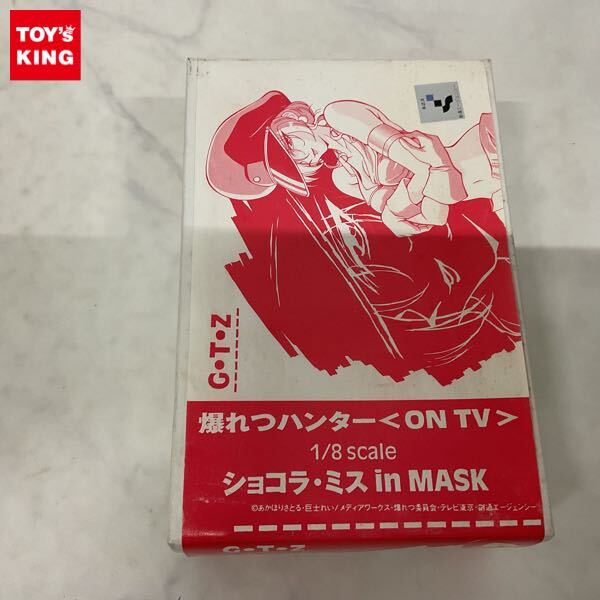 TOY's
KING
G•T•Z
爆れつハンター<ON TV>
1/8 scale
ショコラ・ミス in MASK
©あかほりさとる・臣士れい/メディアワークス・爆れつ委員会・テレビ東京・創通エージェンシー
G•T•Z